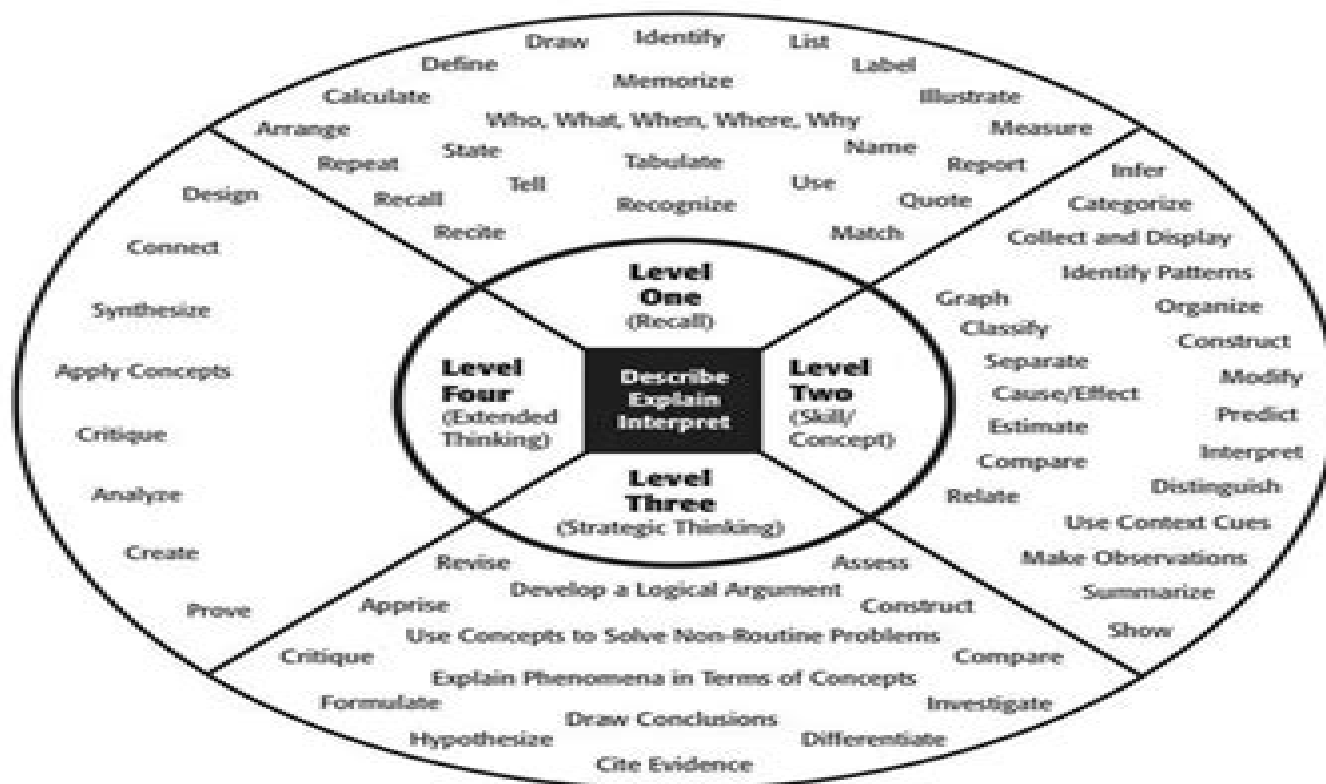 Draw
Identify
List
Define
Label
Memorize
Calculate
Illustrate
Who, What, When, Where, Why
Arrange
Measure
State
Name
Repeat
Tabulate
Report
Tell
Use
Recall
Quote
Recognize
Recite
Match
Level
One
(Recall)
Infer
Categorize
Collect and Display
Identify Patterns
Graph
Organize
Classify
Construct
Separate
Modify
Cause/Effect
Predict
Estimate
Interpret
Compare
Distinguish
Relate
Use Context Cues
Make Observations
Summarize
Show
Level
Two
(Skill/
Concept)
Describe
Explain
Interpret
Level
Three
(Strategic Thinking)
Revise
Assess
Develop a Logical Argument
Apprise
Construct
Use Concepts to Solve Non-Routine Problems
Critique
Compare
Explain Phenomena in Terms of Concepts
Formulate
Investigate
Draw Conclusions
Hypothesize
Differentiate
Cite Evidence
Level
Four
(Extended
Thinking)
Design
Connect
Synthesize
Apply Concepts
Critique
Analyze
Create
Prove